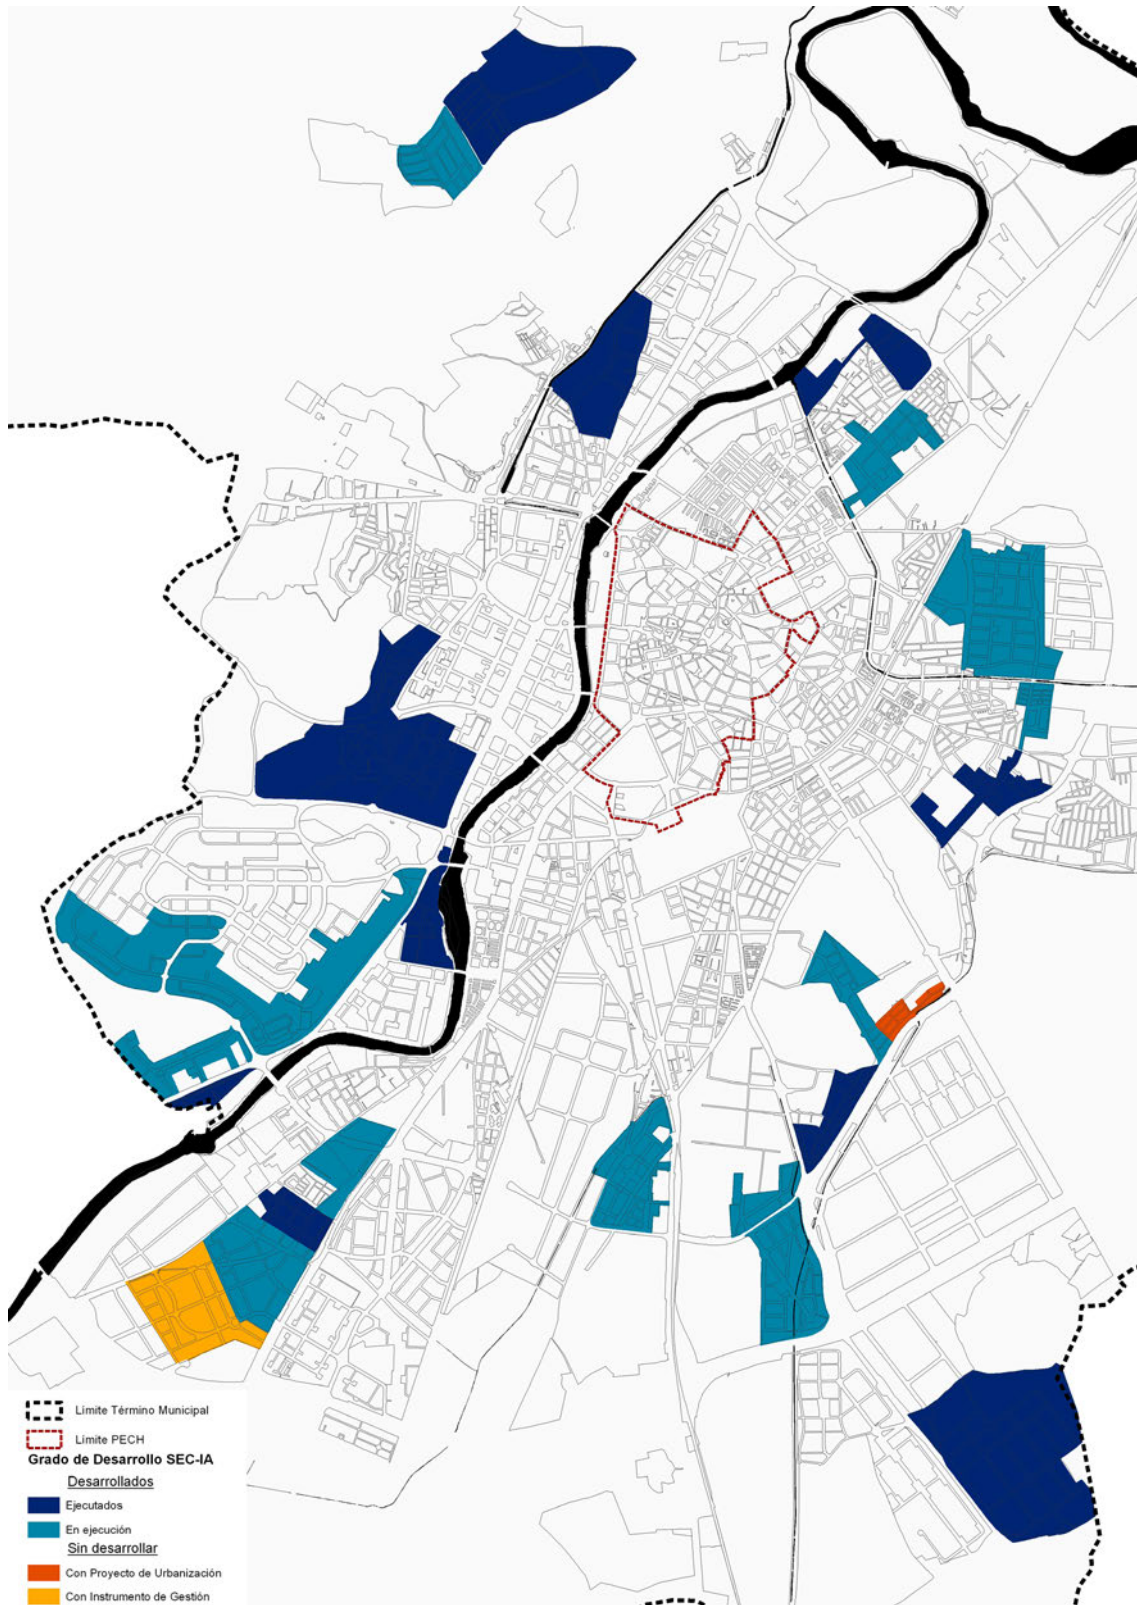 Límite Término Municipal
Límite PECH
Grado de Desarrollo SEC-IA
Desarrollados
Ejecutados
En ejecución
Sin desarrollar
Con Proyecto de Urbanización
Con Instrumento de Gestión